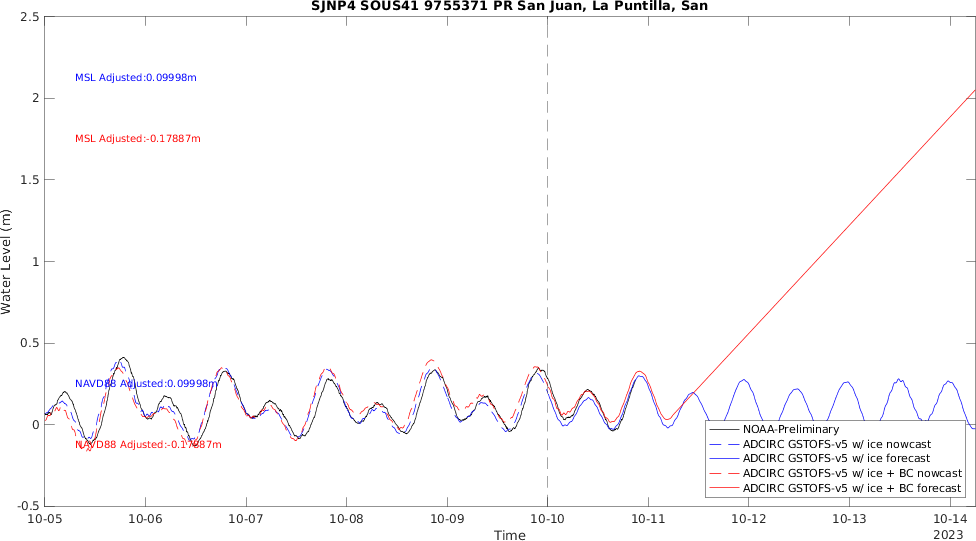 SJNP4 SOUS41 9755371 PR San Juan, La Puntilla, San
2.5
2
1.5
1
0.5
0
-0.5
Water Level (m)
MSL Adjusted:0.09998m
MSL Adjusted:-0.17887m
NAVD88 Adjusted:0.09998m
NAVD88 Adjusted:-0.17887m
NOAA-Preliminary
ADCIRC GSTOFS-v5 w/ ice nowcast
ADCIRC GSTOFS-v5 w/ ice forecast
ADCIRC GSTOFS-v5 w/ ice + BC nowcast
ADCIRC GSTOFS-v5 w/ ice + BC forecast
10-05 10-06 10-07 10-08 10-09 10-10 10-11 10-12 10-13 10-14
2023
Time